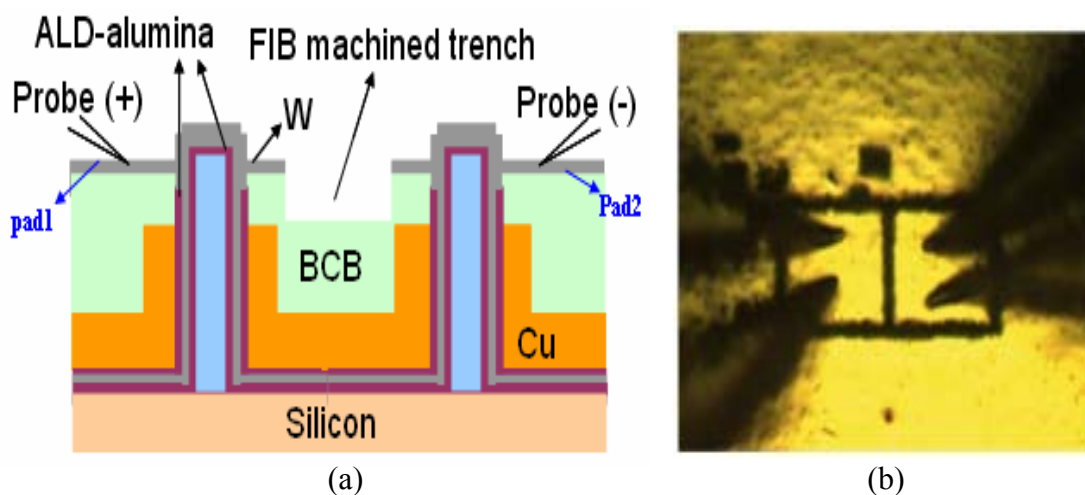 ALD-alumina
FIB machined trench
Probe (+)
W
Probe (-)
pad1
Pad2
BCB
Cu
Silicon
(a)
(b)